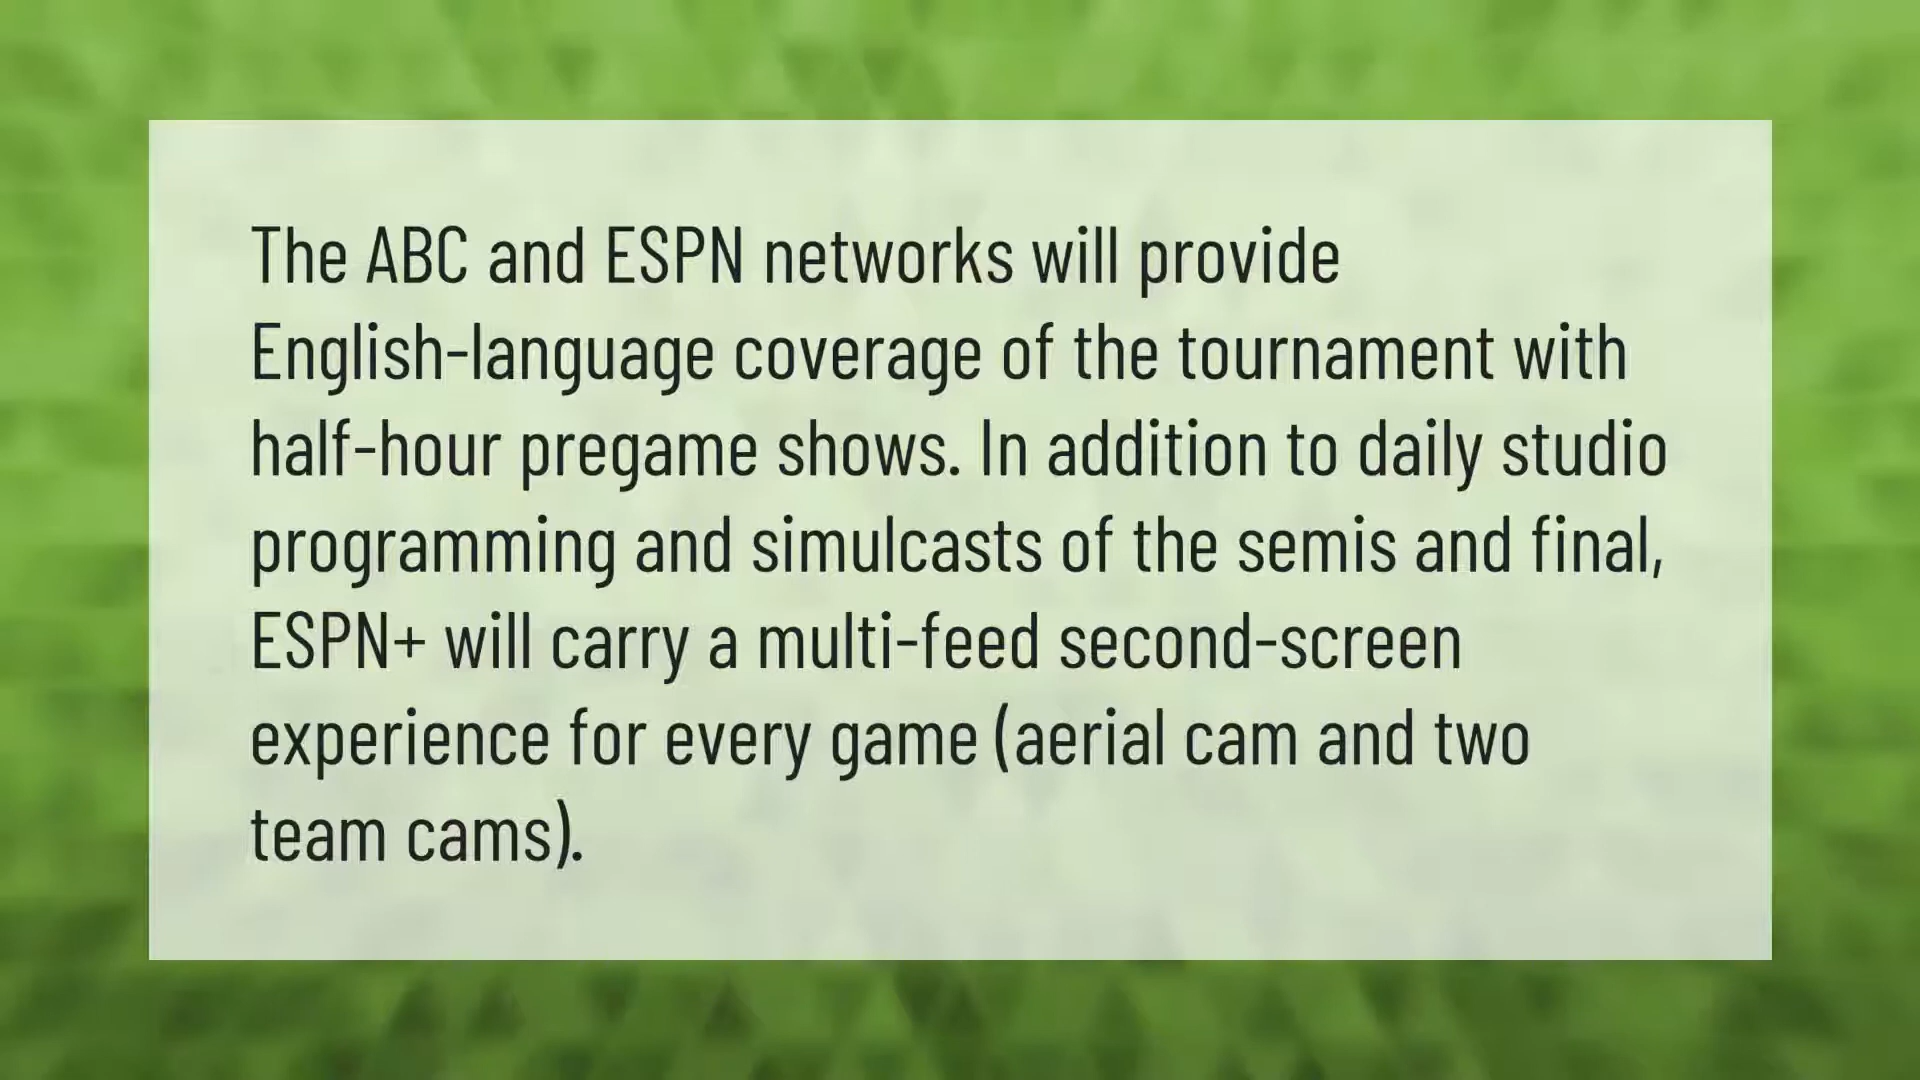 The ABC and ESPN networks will provide
English-language coverage of the tournament with
half-hour pregame shows. In addition to daily studio
programming and simulcasts of the semis and final,
ESPN+ will carry a multi-feed second-screen
experience for every game (aerial cam and two
team cams).